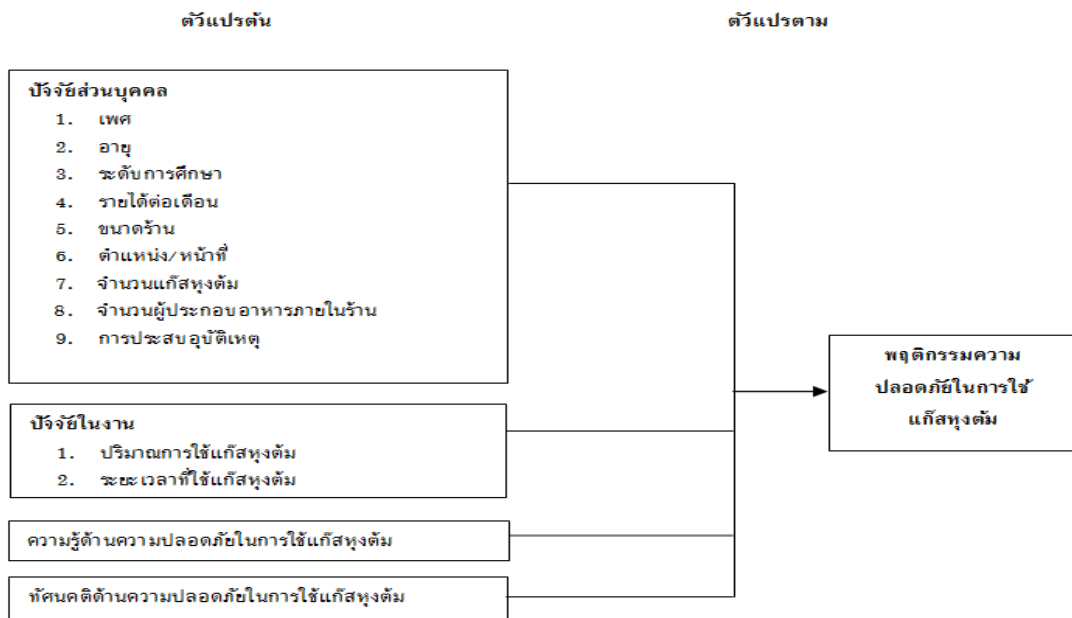 ตัวแปรต้น
ตัวแปรตาม
ปัจจัยส่วนบุคคล
1. เพศ
2. อายุ
3. ระดับการศึกษา
4. รายได้ต่อเดือน
5. ขนาดร้าน
6. ตำแหน่ง/หน้าที่
7. จำนวนแก๊สหุงต้ม
8. จำนวนผู้ประกอบอาหารภายในร้าน
9. การประสบอุบัติเหตุ
ปัจจัยในงาน
1. ปริมาณการใช้แก๊สหุงต้ม
2. ระยะเวลาที่ใช้แก๊สหุงต้ม
ความรู้ด้านความปลอดภัยในการใช้แก๊สหุงต้ม
ทัศนคติด้านความปลอดภัยในการใช้แก๊สหุงต้ม
พฤติกรรมความ
ปลอดภัยในการใช้
แก๊สหุงต้ม